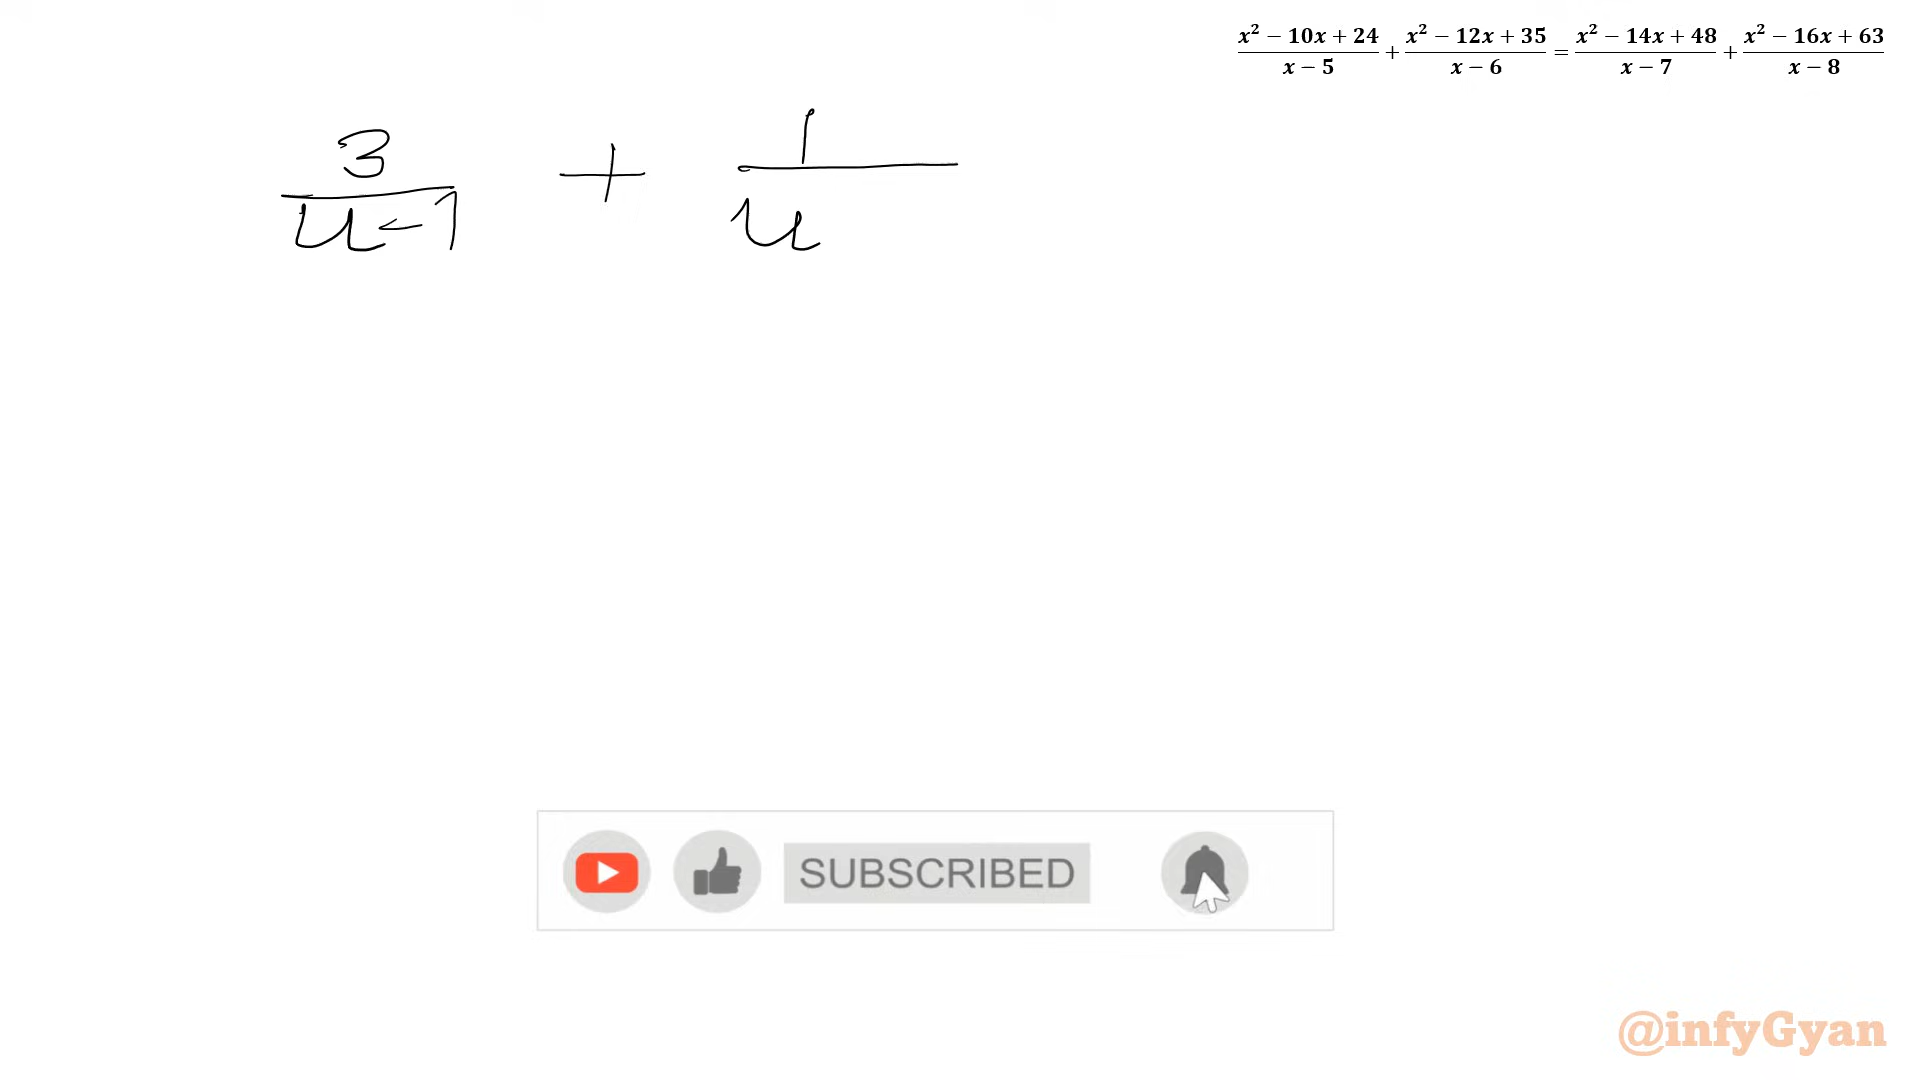 x² − 10x + 24 / x − 5 + x² − 12x + 35 / x − 6 = x² − 14x + 48 / x − 7 + x² − 16x + 63 / x − 8
3 / u − 1 + 1 / u
SUBSCRIBED
@infyGyan